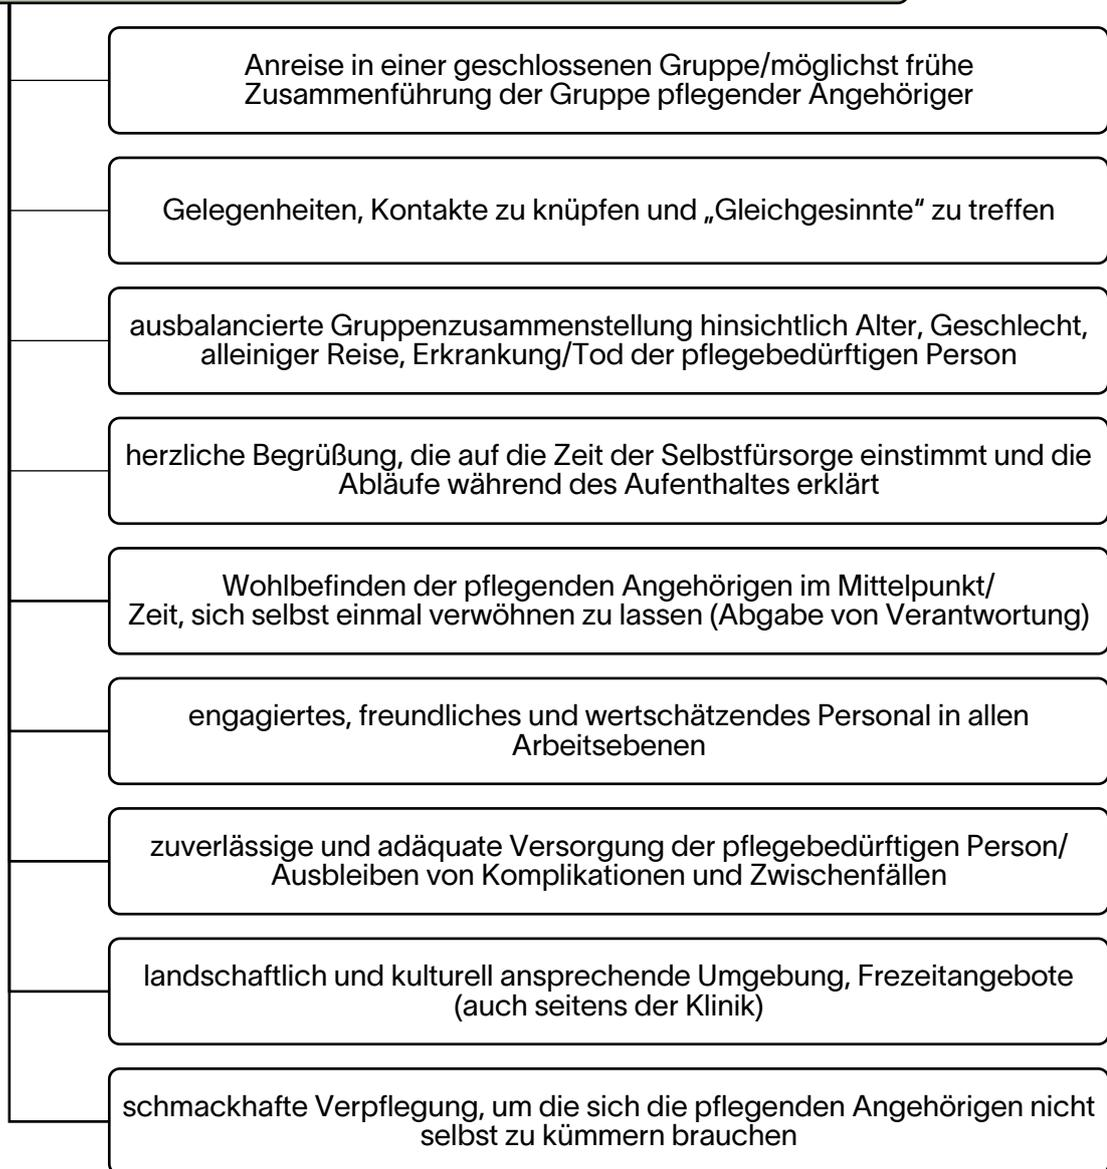 Anreise in einer geschlossenen Gruppe/möglichst frühe
Zusammenführung der Gruppe pflegender Angehöriger
Gelegenheiten, Kontakte zu knüpfen und „Gleichgesinnte“ zu treffen
ausbalancierte Gruppenzusammenstellung hinsichtlich Alter, Geschlecht,
alleiniger Reise, Erkrankung/Tod der pflegebedürftigen Person
herzliche Begrüßung, die auf die Zeit der Selbstfürsorge einstimmt und die
Abläufe während des Aufenthaltes erklärt
Wohlbefinden der pflegenden Angehörigen im Mittelpunkt/
Zeit, sich selbst einmal verwöhnen zu lassen (Abgabe von Verantwortung)
engagiertes, freundliches und wertschätzendes Personal in allen
Arbeitsebenen
zuverlässige und adäquate Versorgung der pflegebedürftigen Person/
Ausbleiben von Komplikationen und Zwischenfällen
landschaftlich und kulturell ansprechende Umgebung, Frezeitangebote
(auch seitens der Klinik)
schmackhafte Verpflegung, um die sich die pflegenden Angehörigen nicht
selbst zu kümmern brauchen